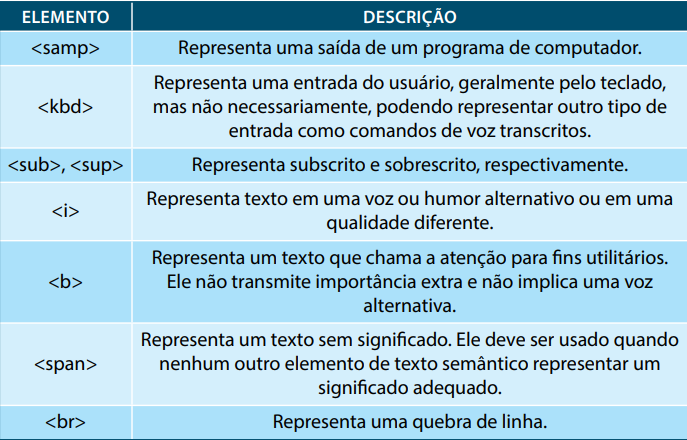 ELEMENTO DESCRIÇÃO
<samp> Representa uma saída de um programa de computador.
Representa uma entrada do usuário, geralmente pelo teclado,
<kbd> mas não necessariamente, podendo representar outro tipo de
entrada como comandos de voz transcritos.
<sub>, <sup> Representa subscrito e sobrescrito, respectivamente.
<i> Representa texto em uma voz ou humor alternativo ou em uma
qualidade diferente.
Representa um texto que chama a atenção para fins utilitários.
<b> Ele não transmite importância extra e não implica uma voz
alternativa.
Representa um texto sem significado. Ele deve ser usado quando
<span> nenhum outro elemento de texto semântico representar um
significado adequado.
<br> Representa uma quebra de linha.